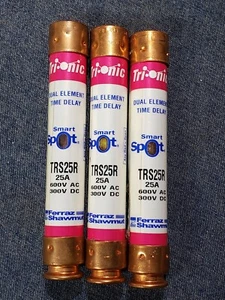 Tri-onic
DUAL ELEMENT
TIME DELAY
Smart
Spot
TRS25R
25A
600V AC
300V DC
Ferraz
Shawmut
Tri-onic
DUAL ELEMENT
TIME DELAY
Smart
Spot
TRS25R
25A
600V AC
300V DC
Ferraz
Shawmut
Tri-onic
DUAL ELEMENT
TIME DELAY
Smart
Spot
TRS25R
25A
600V AC
300V DC
Ferraz
Shawmut